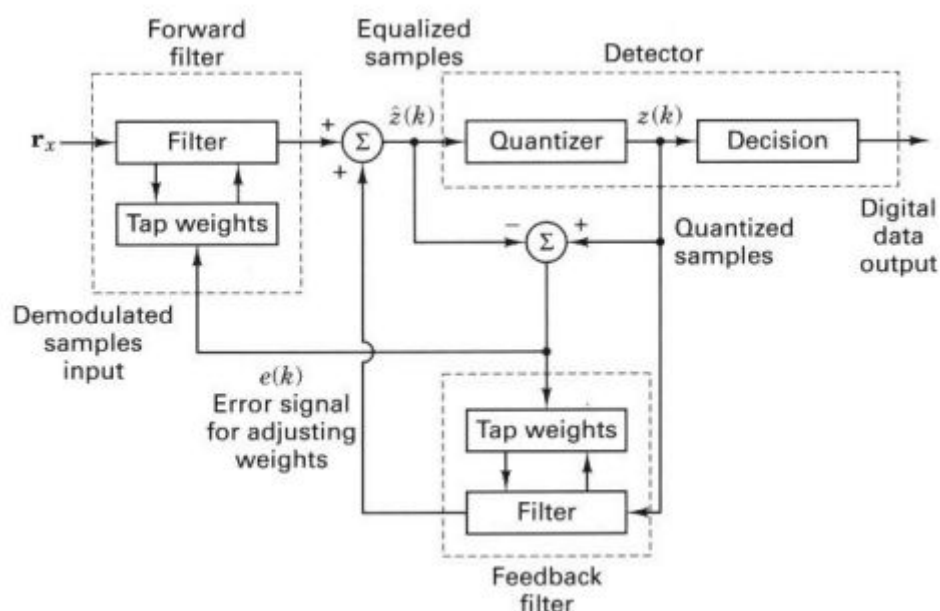 Forward
filter
Equalized
samples
Detector
r_x
Filter
Tap weights
+
+
Σ
ẑ(k)
Quantizer
z(k)
Decision
−
Σ
+
Quantized
samples
Digital
data
output
Demodulated
samples
input
e(k)
Error signal
for adjusting
weights
Tap weights
Filter
Feedback
filter